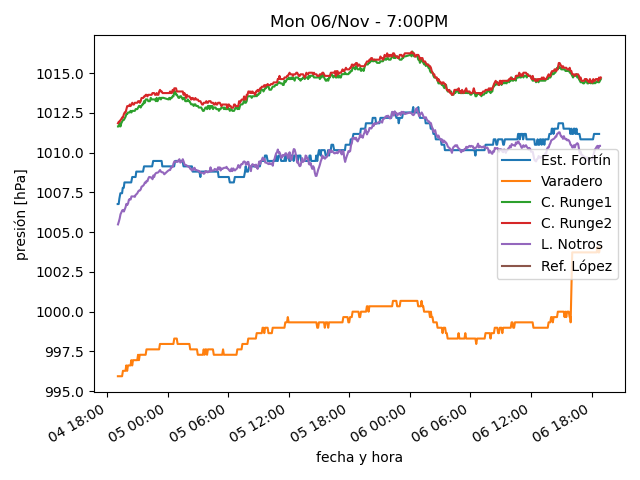 Mon 06/Nov - 7:00PM
1015.0
1012.5
1010.0
1007.5
1005.0
1002.5
1000.0
997.5
995.0
presión [hPa]
Est. Fortín
Varadero
C. Runge1
C. Runge2
L. Notros
Ref. López
04 18:00
05 00:00
05 06:00
05 12:00
05 18:00
06 00:00
06 06:00
06 12:00
06 18:00
fecha y hora